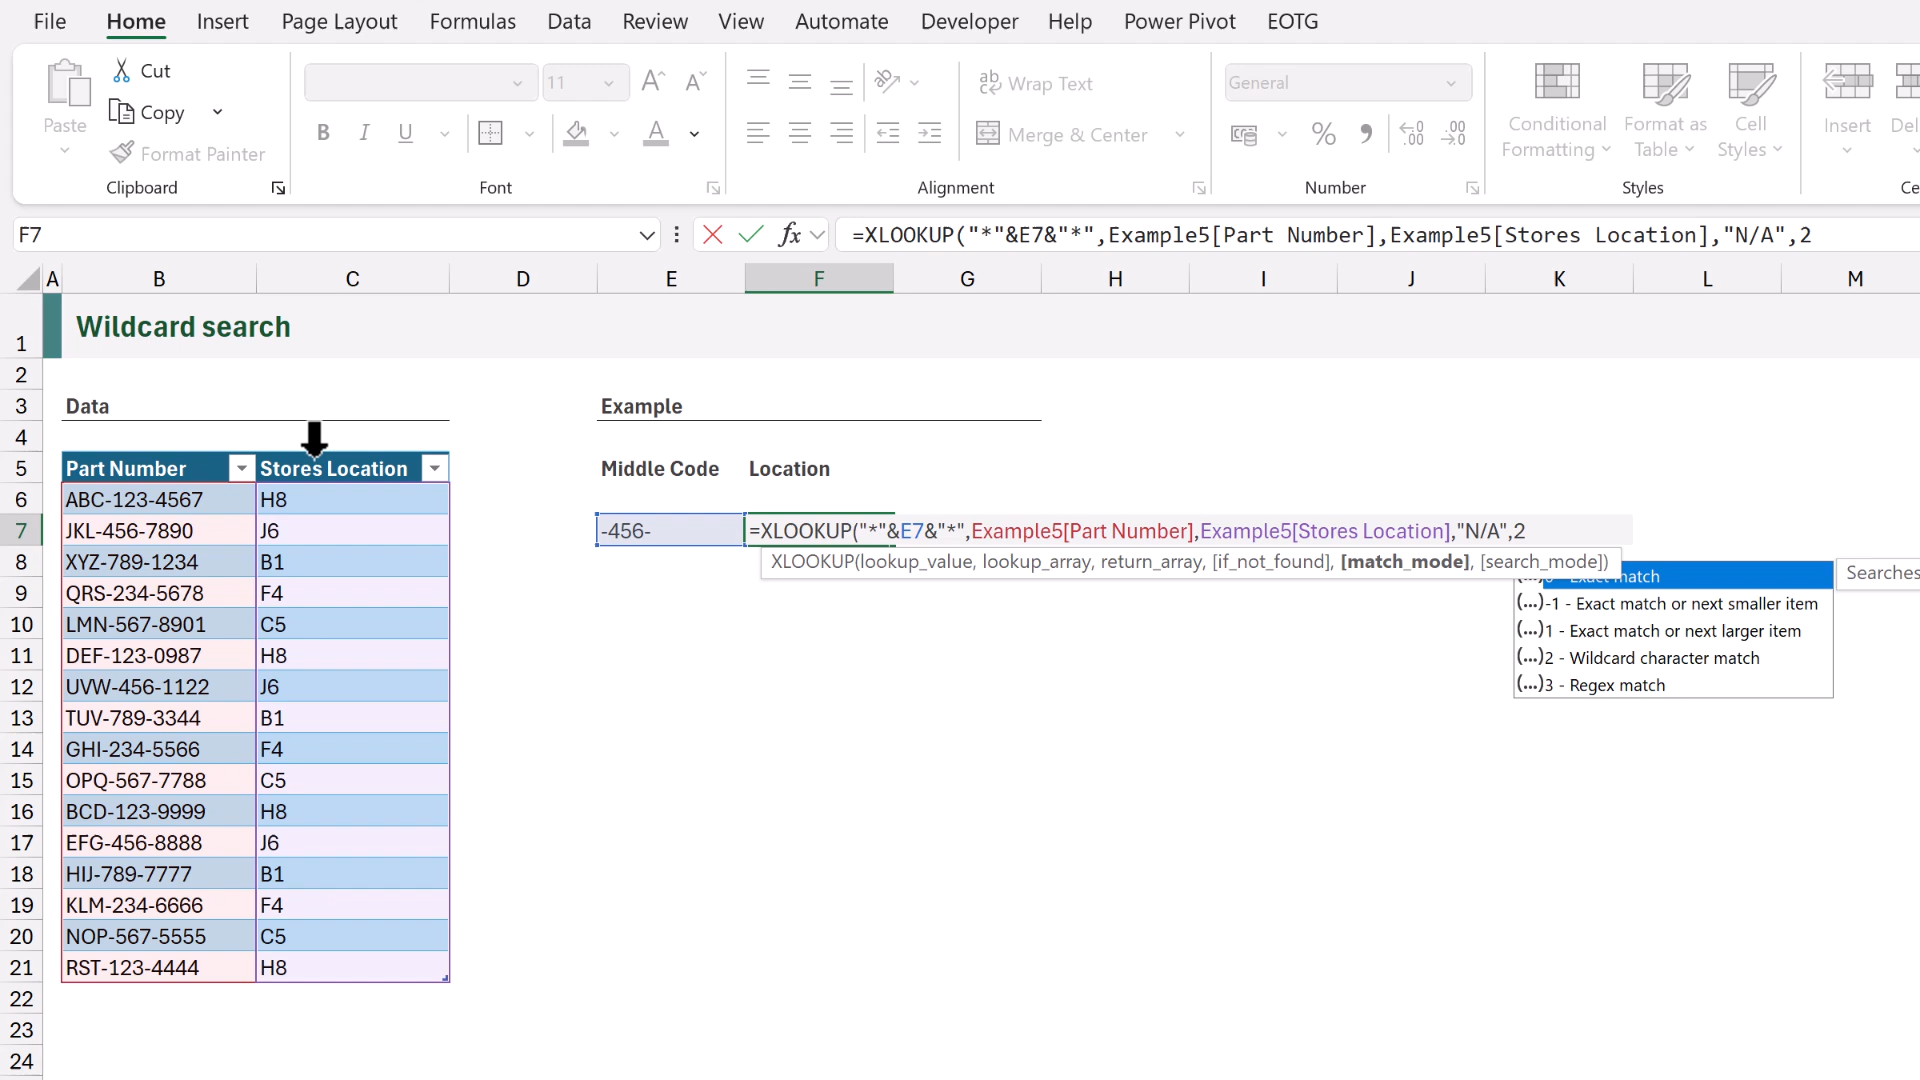 File Home Insert Page Layout Formulas Data Review View Automate Developer Help Power Pivot EOTG
Paste
Cut
Copy
Format Painter
Clipboard
11
B I U
Font
Wrap Text
Merge & Center
Alignment
General
Number
Conditional Formatting
Format as Table
Cell Styles
Styles
Insert
Del
Ce
F7
fx
=XLOOKUP("*"&E7&"*",Example5[Part Number],Example5[Stores Location],"N/A",2
A B C D E F G H I J K L M
1 Wildcard search
2
3 Data Example
4
5 Part Number Stores Location Middle Code Location
6 ABC-123-4567 H8
7 JKL-456-7890 J6 -456- =XLOOKUP("*"&E7&"*",Example5[Part Number],Example5[Stores Location],"N/A",2
XLOOKUP(lookup_value, lookup_array, return_array, [if_not_found], [match_mode], [search_mode])
match
Searches
(...)-1 - Exact match or next smaller item
(...)1 - Exact match or next larger item
(...)2 - Wildcard character match
(...)3 - Regex match
8 XYZ-789-1234 B1
9 QRS-234-5678 F4
10 LMN-567-8901 C5
11 DEF-123-0987 H8
12 UVW-456-1122 J6
13 TUV-789-3344 B1
14 GHI-234-5566 F4
15 OPQ-567-7788 C5
16 BCD-123-9999 H8
17 EFG-456-8888 J6
18 HIJ-789-7777 B1
19 KLM-234-6666 F4
20 NOP-567-5555 C5
21 RST-123-4444 H8
22
23
24